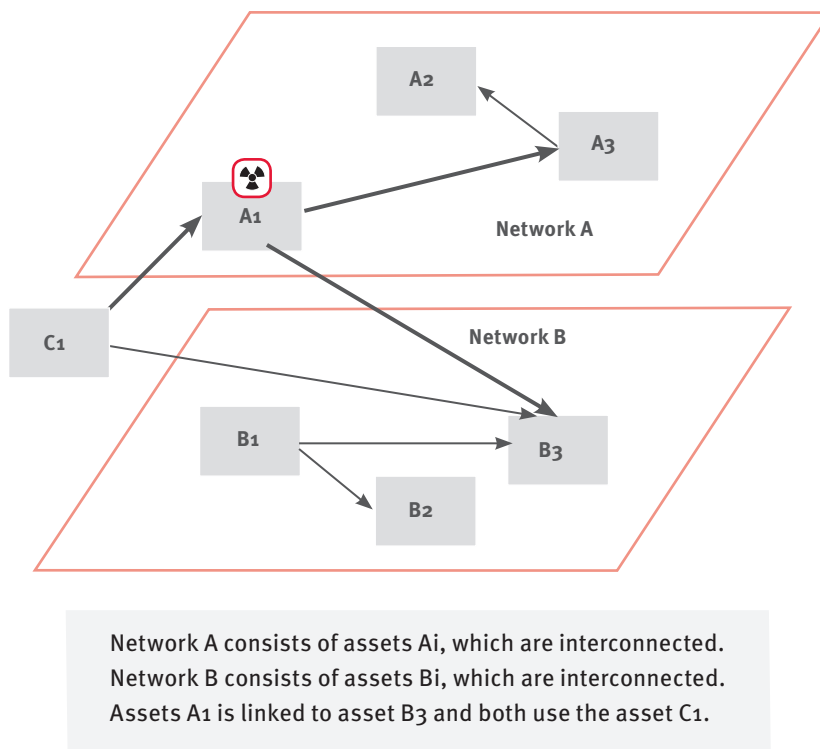 A2
A3
A1
Network A
C1
Network B
B1
B3
B2
Network A consists of assets Ai, which are interconnected.
Network B consists of assets Bi, which are interconnected.
Assets A1 is linked to asset B3 and both use the asset C1.